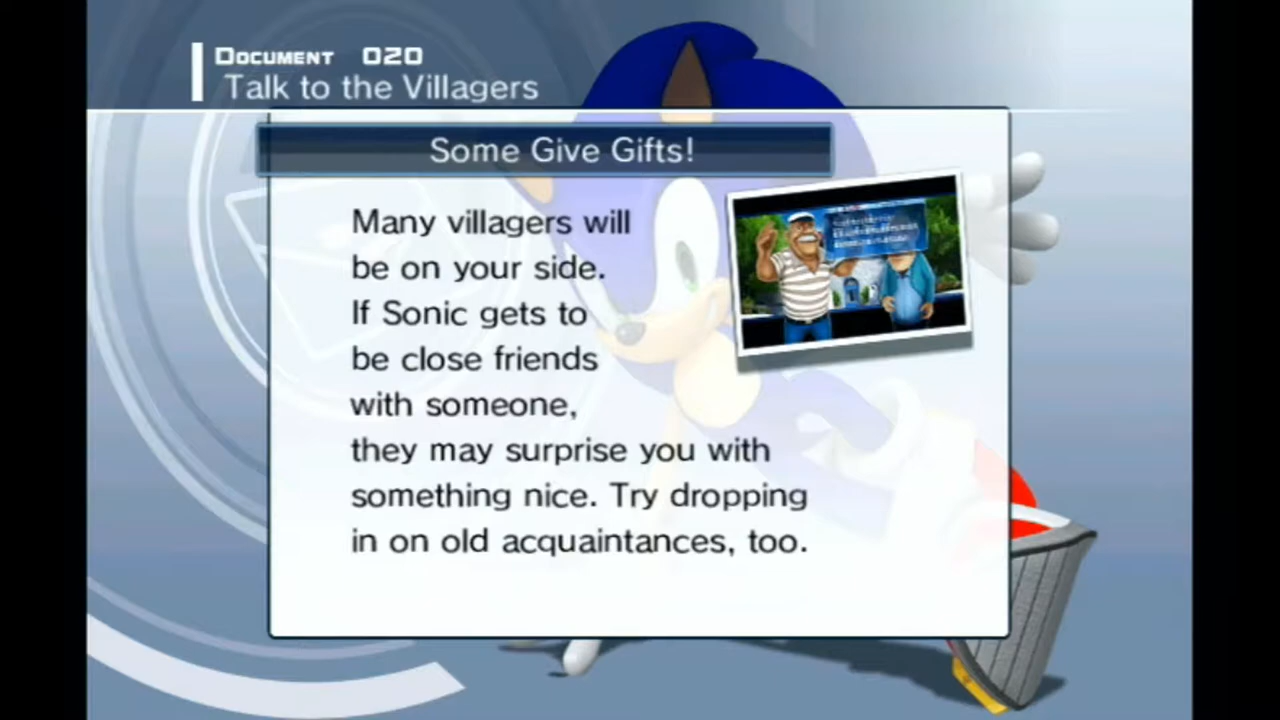 DOCUMENT 020
Talk to the Villagers
Some Give Gifts!
Many villagers will
be on your side.
If Sonic gets to
be close friends
with someone,
they may surprise you with
something nice. Try dropping
in on old acquaintances, too.